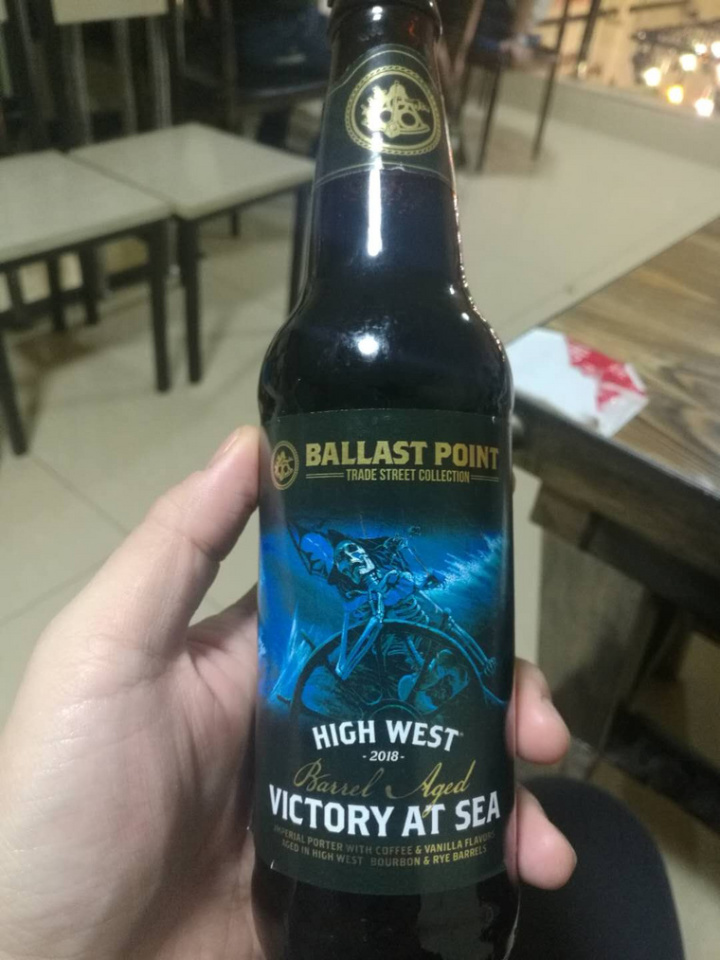 BALLAST POINT
TRADE STREET COLLECTION
HIGH WEST
- 2018 -
Barrel Aged
VICTORY AT SEA
IMPERIAL PORTER WITH COFFEE & VANILLA FLAVORS
AGED IN HIGH WEST BOURBON & RYE BARRELS